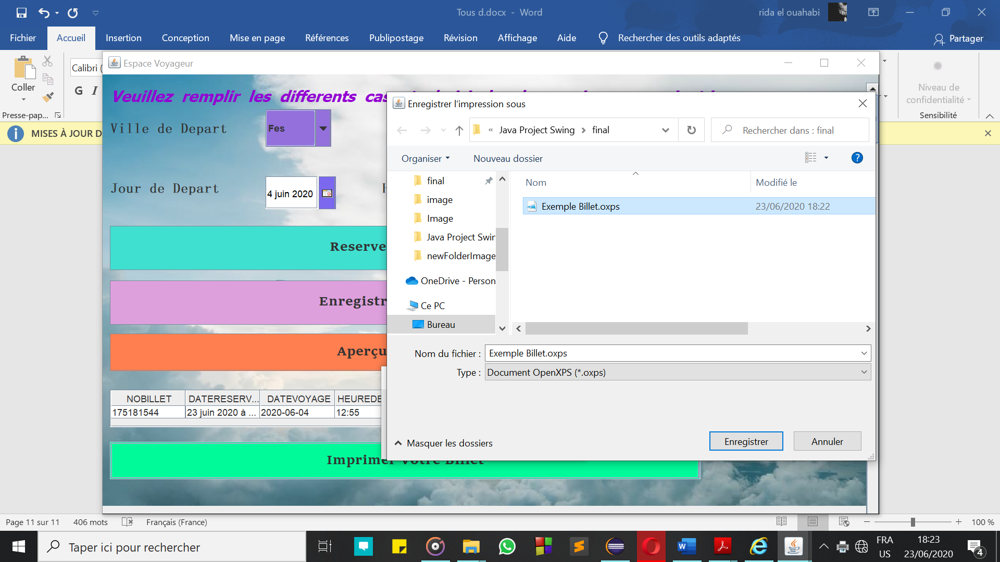 Tous d.docx - Word
rida el ouahabi
Fichier
Accueil
Insertion
Conception
Mise en page
Références
Publipostage
Révision
Affichage
Aide
Rechercher des outils adaptés
Partager
Coller
Calibri (
G I
Presse-pap...
Niveau de
confidentialité
Sensibilité
MISES À JOUR D
Espace Voyageur
Veuillez remplir les differents cas
Ville de Depart
Fes
Jour de Depart
4 juin 2020
Reserve
Enregistr
Aperçu
NOBILLET DATERESERV... DATEVOYAGE HEUREDE
175181544 23 juin 2020 à ... 2020-06-04 12:55
Imprimer Votre Billet
Enregistrer l'impression sous
« Java Project Swing > final
Rechercher dans : final
Organiser
Nouveau dossier
?
final
image
Image
Java Project Swin
newFolderImage
OneDrive - Person
Ce PC
Bureau
Nom
Modifié le
Exemple Billet.oxps
23/06/2020 18:22
Nom du fichier : Exemple Billet.oxps
Type : Document OpenXPS (*.oxps)
Masquer les dossiers
Enregistrer
Annuler
Page 11 sur 11
406 mots
Français (France)
100 %
Taper ici pour rechercher
FRA
US
18:23
23/06/2020
4